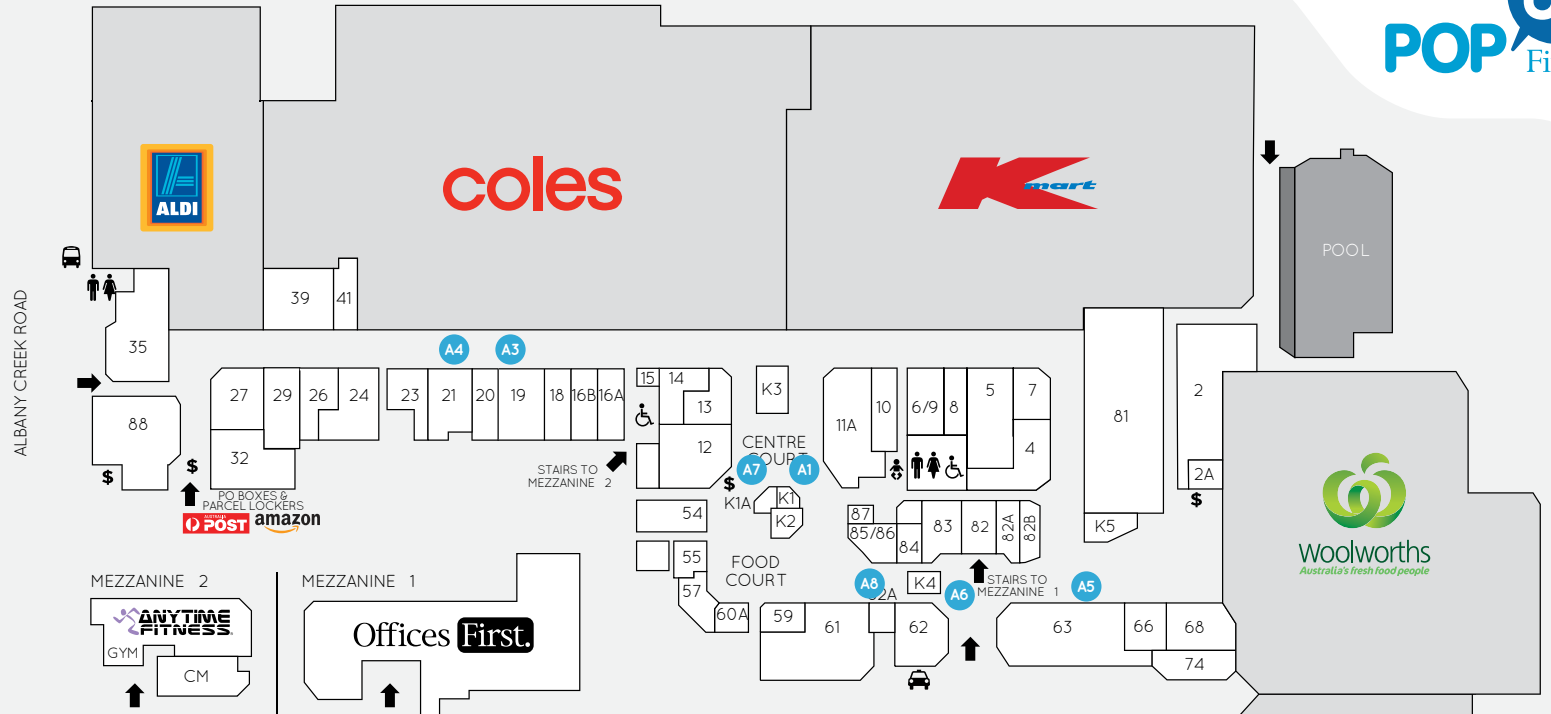 POP
Fi
ALDI
coles
Kmart
POOL
ALBANY CREEK ROAD
39
41
35
A4
A3
27
29
26
24
23
21
20
19
18
16B
16A
15
14
13
12
K3
11A
10
6/9
8
5
7
4
81
2
2A
$
88
$
32
$
PO BOXES &
PARCEL LOCKERS
AUSTRALIA
POST
amazon
STAIRS TO
MEZZANINE 2
CENTRE
COURT
A7
A1
$
K1A
K1
K2
54
87
85/86
84
83
82
82A
82B
K5
Woolworths
Australia's fresh food people
55
57
60A
FOOD
COURT
A8
K4
A6
STAIRS TO
MEZZANINE 1
A5
59
61
62
63
66
68
74
MEZZANINE 2
ANYTIME
FITNESS
GYM
CM
MEZZANINE 1
Offices First.